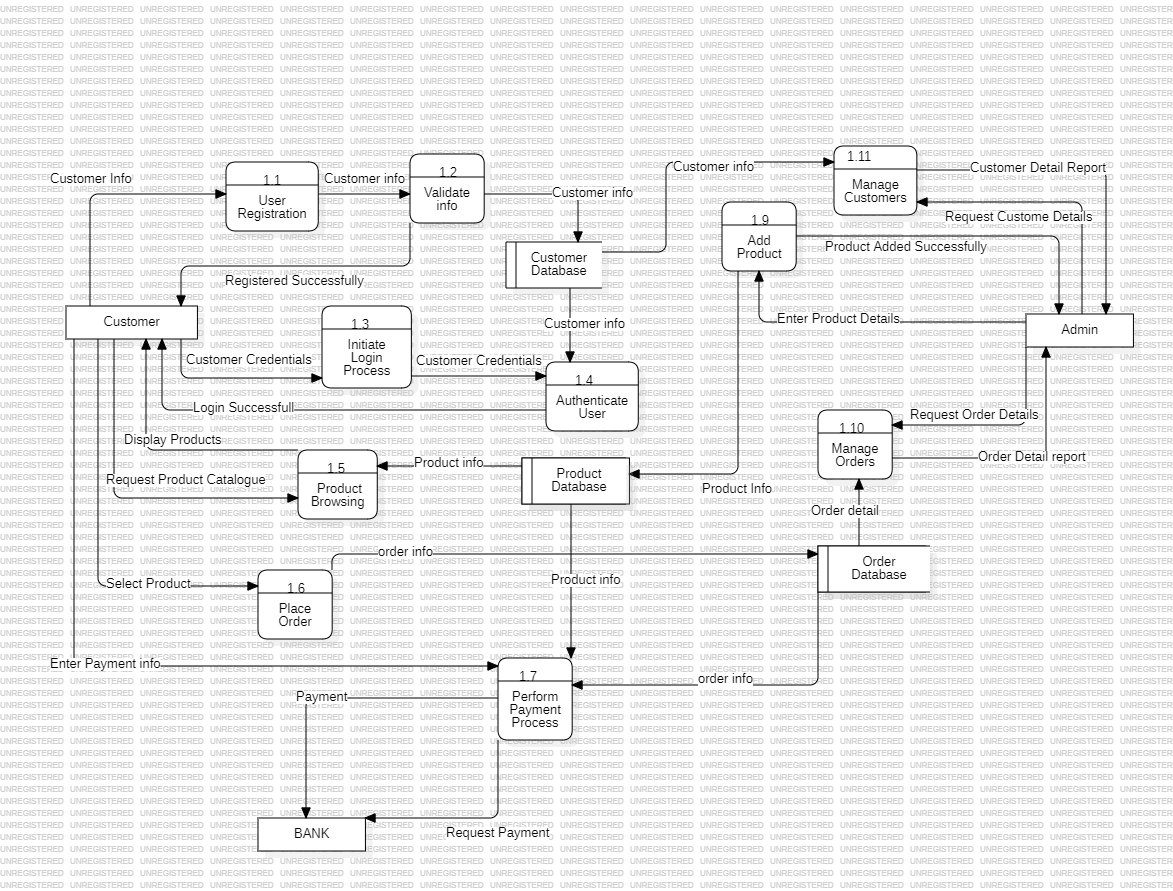 Customer Info
1.1
User
Registration
Customer info
1.2
Validate
info
Customer info
Customer info
1.11
Manage
Customers
Customer Detail Report
Request Custome Details
1.9
Add
Product
Product Added Successfully
Customer
Database
Registered Successfully
Customer
1.3
Initiate
Login
Process
Customer info
Enter Product Details
Admin
Customer Credentials
Customer Credentials
1.4
Authenticate
User
Login Successfull
Request Order Details
1.10
Manage
Orders
Order Detail report
Display Products
1.5
Product
Browsing
Product info
Product
Database
Product Info
Request Product Catalogue
Order detail
order info
Order
Database
Select Product
1.6
Place
Order
Product info
Enter Payment info
1.7
Perform
Payment
Process
order info
Payment
BANK
Request Payment
UNREGISTERED